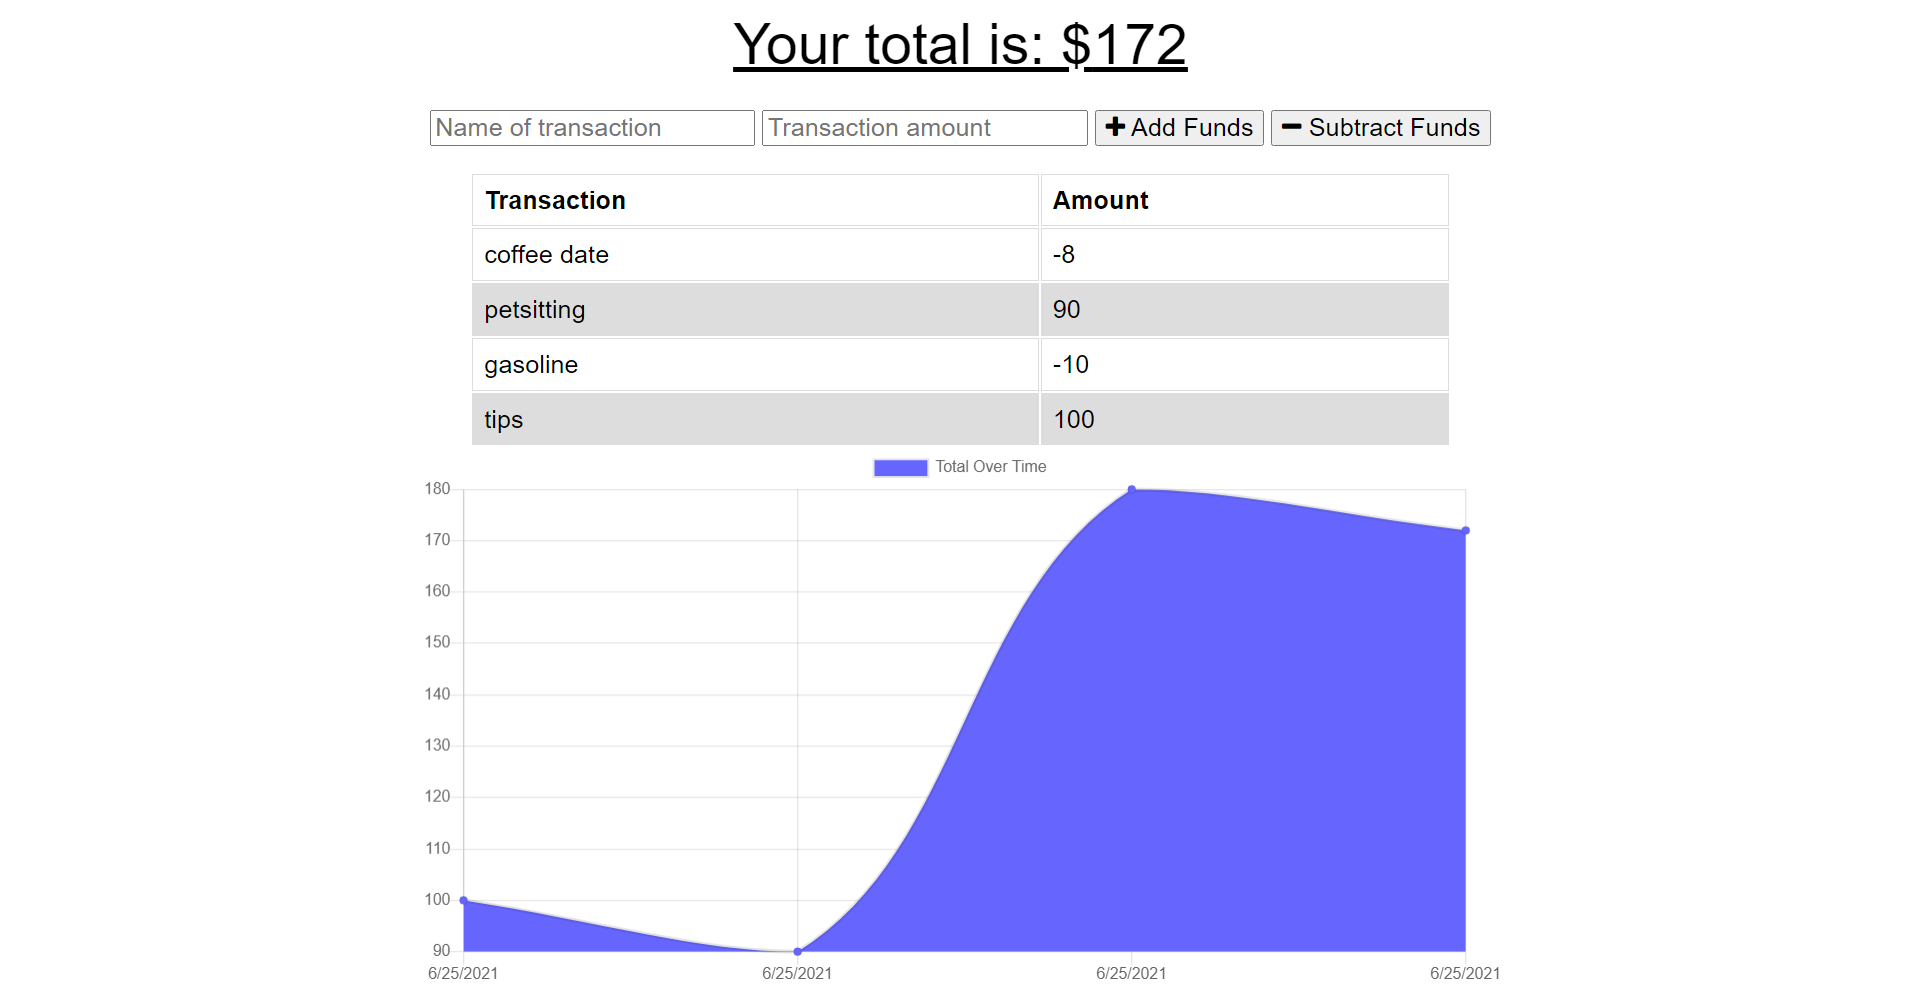 Your total is: $172
Name of transaction Transaction amount Add Funds Subtract Funds
Transaction Amount
coffee date -8
petsitting 90
gasoline -10
tips 100
Total Over Time
180
170
160
150
140
130
120
110
100
90
6/25/2021 6/25/2021 6/25/2021 6/25/2021